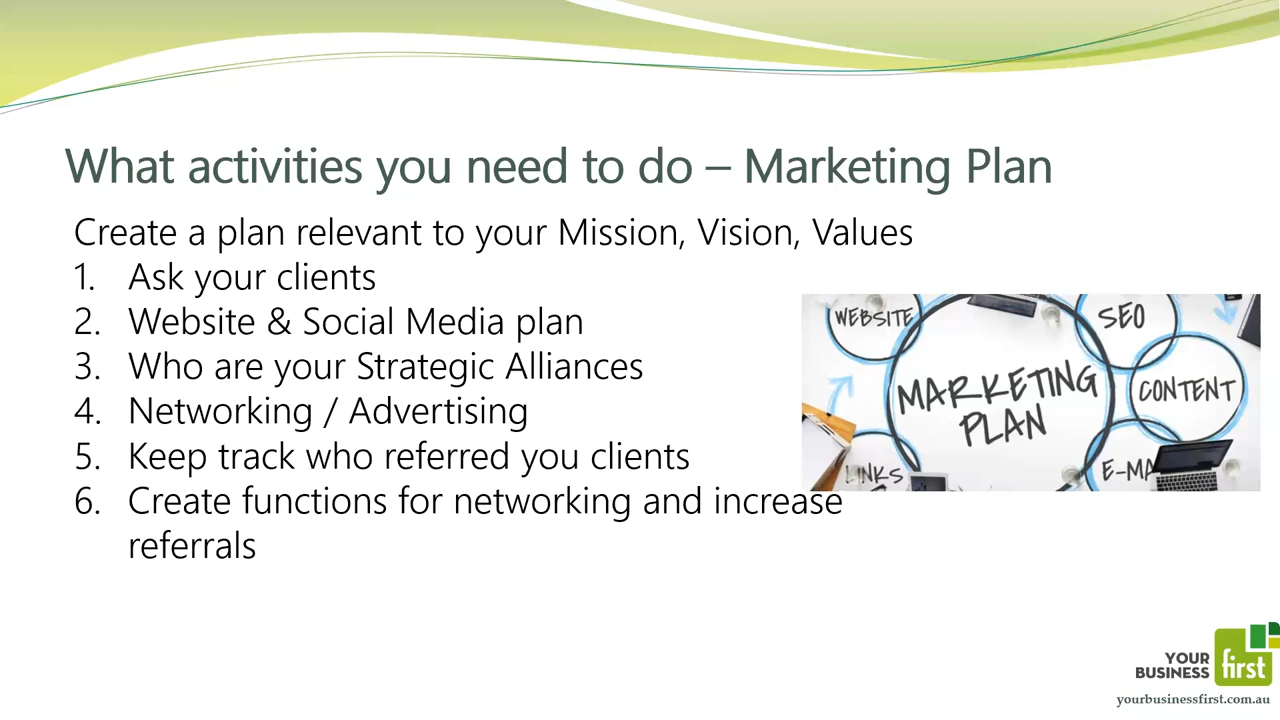 What activities you need to do – Marketing Plan
Create a plan relevant to your Mission, Vision, Values
1. Ask your clients
2. Website & Social Media plan
3. Who are your Strategic Alliances
4. Networking / Advertising
5. Keep track who referred you clients
6. Create functions for networking and increase
referrals
WEBSITE
SEO
MARKETING
PLAN
CONTENT
LINKS
E-MA
YOUR
BUSINESS
first
yourbusinessfirst.com.au